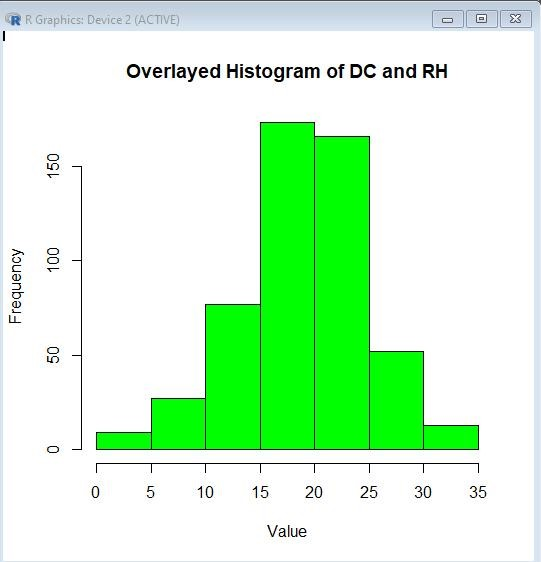 R Graphics: Device 2 (ACTIVE)
Overlayed Histogram of DC and RH
Frequency
150
100
50
0
0 5 10 15 20 25 30 35
Value